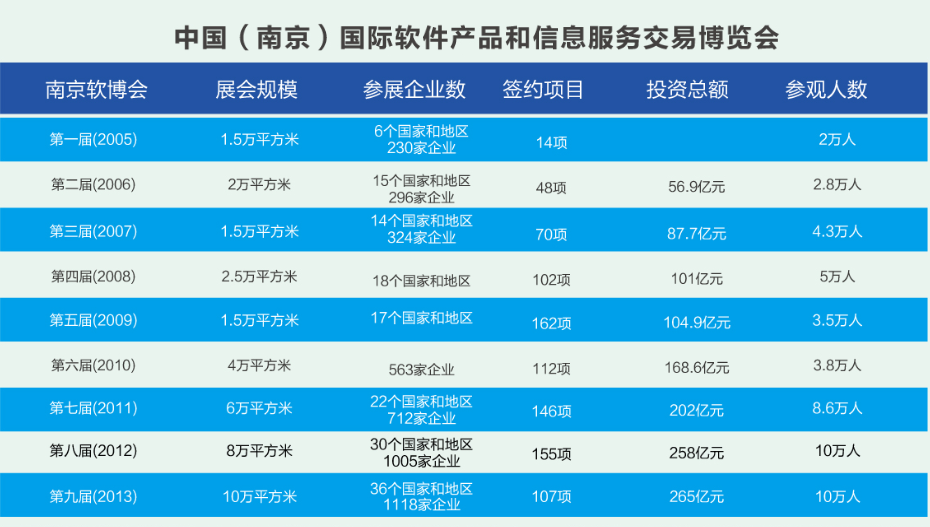 中国（南京）国际软件产品和信息服务交易博览会
南京软博会 展会规模 参展企业数 签约项目 投资总额 参观人数
第一届(2005) 1.5万平方米 6个国家和地区 230家企业 14项 2万人
第二届(2006) 2万平方米 15个国家和地区 296家企业 48项 56.9亿元 2.8万人
第三届(2007) 1.5万平方米 14个国家和地区 324家企业 70项 87.7亿元 4.3万人
第四届(2008) 2.5万平方米 18个国家和地区 102项 101亿元 5万人
第五届(2009) 1.5万平方米 17个国家和地区 162项 104.9亿元 3.5万人
第六届(2010) 4万平方米 563家企业 112项 168.6亿元 3.8万人
第七届(2011) 6万平方米 22个国家和地区 712家企业 146项 202亿元 8.6万人
第八届(2012) 8万平方米 30个国家和地区 1005家企业 155项 258亿元 10万人
第九届(2013) 10万平方米 36个国家和地区 1118家企业 107项 265亿元 10万人